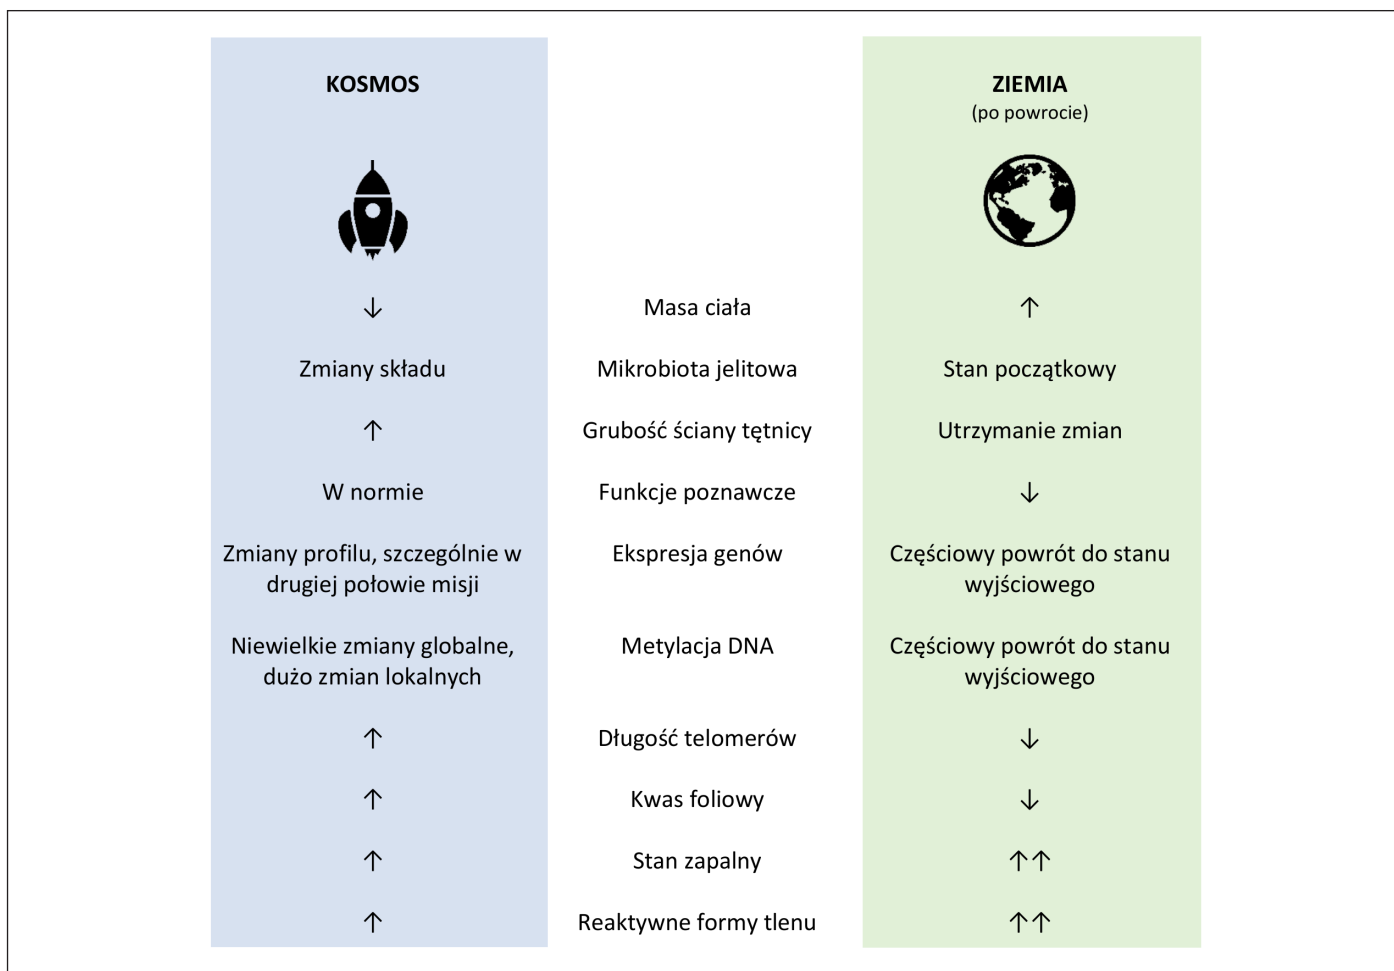 KOSMOS
ZIEMIA
(po powrocie)
↓ Masa ciała ↑
Zmiany składu Mikrobiota jelitowa Stan początkowy
↑ Grubość ściany tętnicy Utrzymanie zmian
W normie Funkcje poznawcze ↓
Zmiany profilu, szczególnie w Ekspresja genów Częściowy powrót do stanu
drugiej połowie misji wyjściowego
Niewielkie zmiany globalne, Metylacja DNA Częściowy powrót do stanu
dużo zmian lokalnych wyjściowego
↑ Długość telomerów ↓
↑ Kwas foliowy ↓
↑ Stan zapalny ↑↑
↑ Reaktywne formy tlenu ↑↑